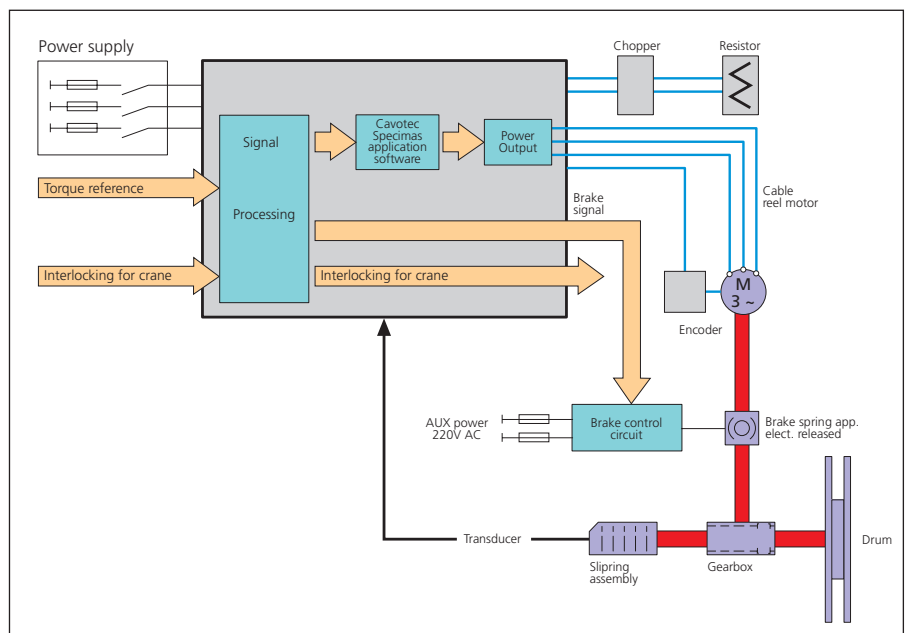 Power supply
Chopper
Resistor
Signal
Processing
Cavotec
Specimas
application
software
Power
Output
Torque reference
Brake
signal
Cable
reel motor
Interlocking for crane
Interlocking for crane
M
3 ~
Encoder
AUX power
220V AC
Brake control
circuit
Brake spring app.
elect. released
Transducer
Slipring
assembly
Gearbox
Drum